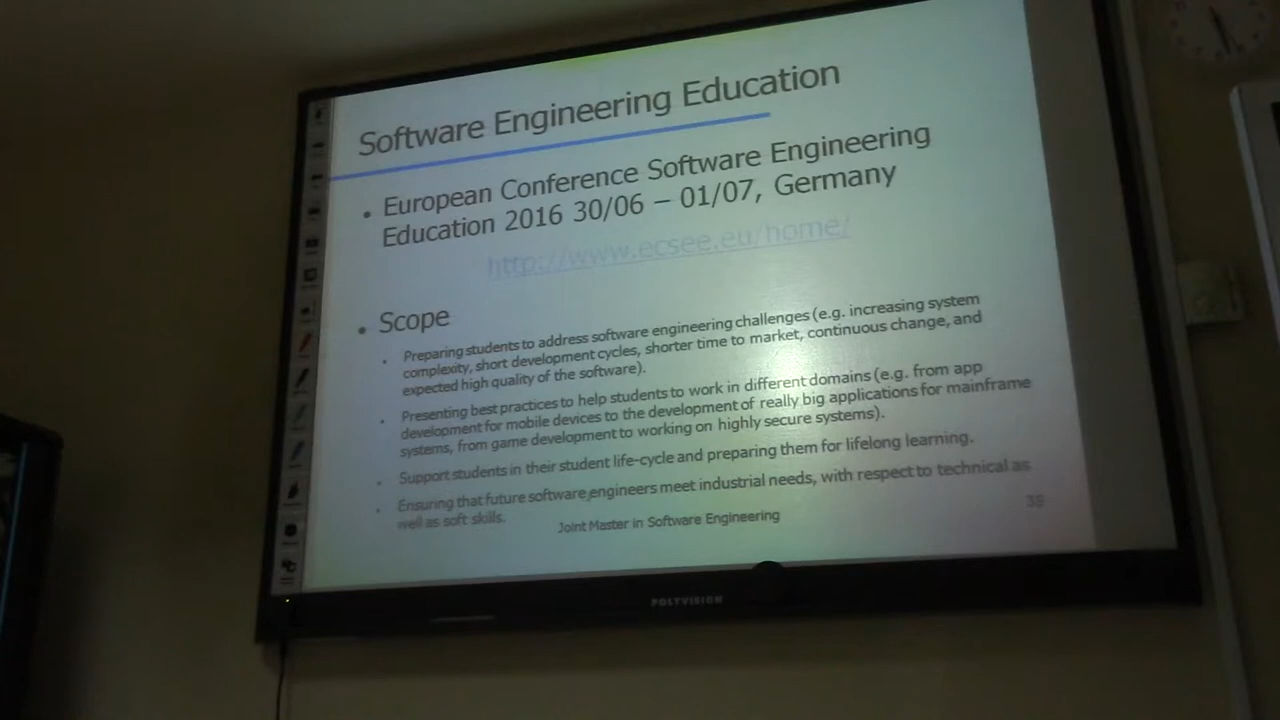 Software Engineering Education
• European Conference Software Engineering
Education 2016 30/06 – 01/07, Germany
http://www.ecsee.eu/home/
• Scope
• Preparing students to address software engineering challenges (e.g. increasing system
complexity, short development cycles, shorter time to market, continuous change, and
expected high quality of the software).
• Presenting best practices to help students to work in different domains (e.g. from app
development for mobile devices to the development of really big applications for mainframe
systems, from game development to working on highly secure systems).
• Support students in their student life-cycle and preparing them for lifelong learning.
• Ensuring that future software engineers meet industrial needs, with respect to technical as
well as soft skills.
Joint Master in Software Engineering
POLYVISION